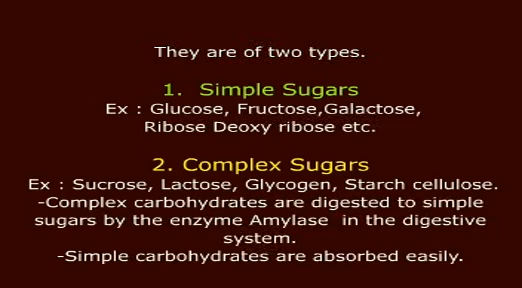 They are of two types.
1. Simple Sugars
Ex : Glucose, Fructose,Galactose,
Ribose Deoxy ribose etc.
2. Complex Sugars
Ex : Sucrose, Lactose, Glycogen, Starch cellulose.
-Complex carbohydrates are digested to simple
sugars by the enzyme Amylase in the digestive
system.
-Simple carbohydrates are absorbed easily.